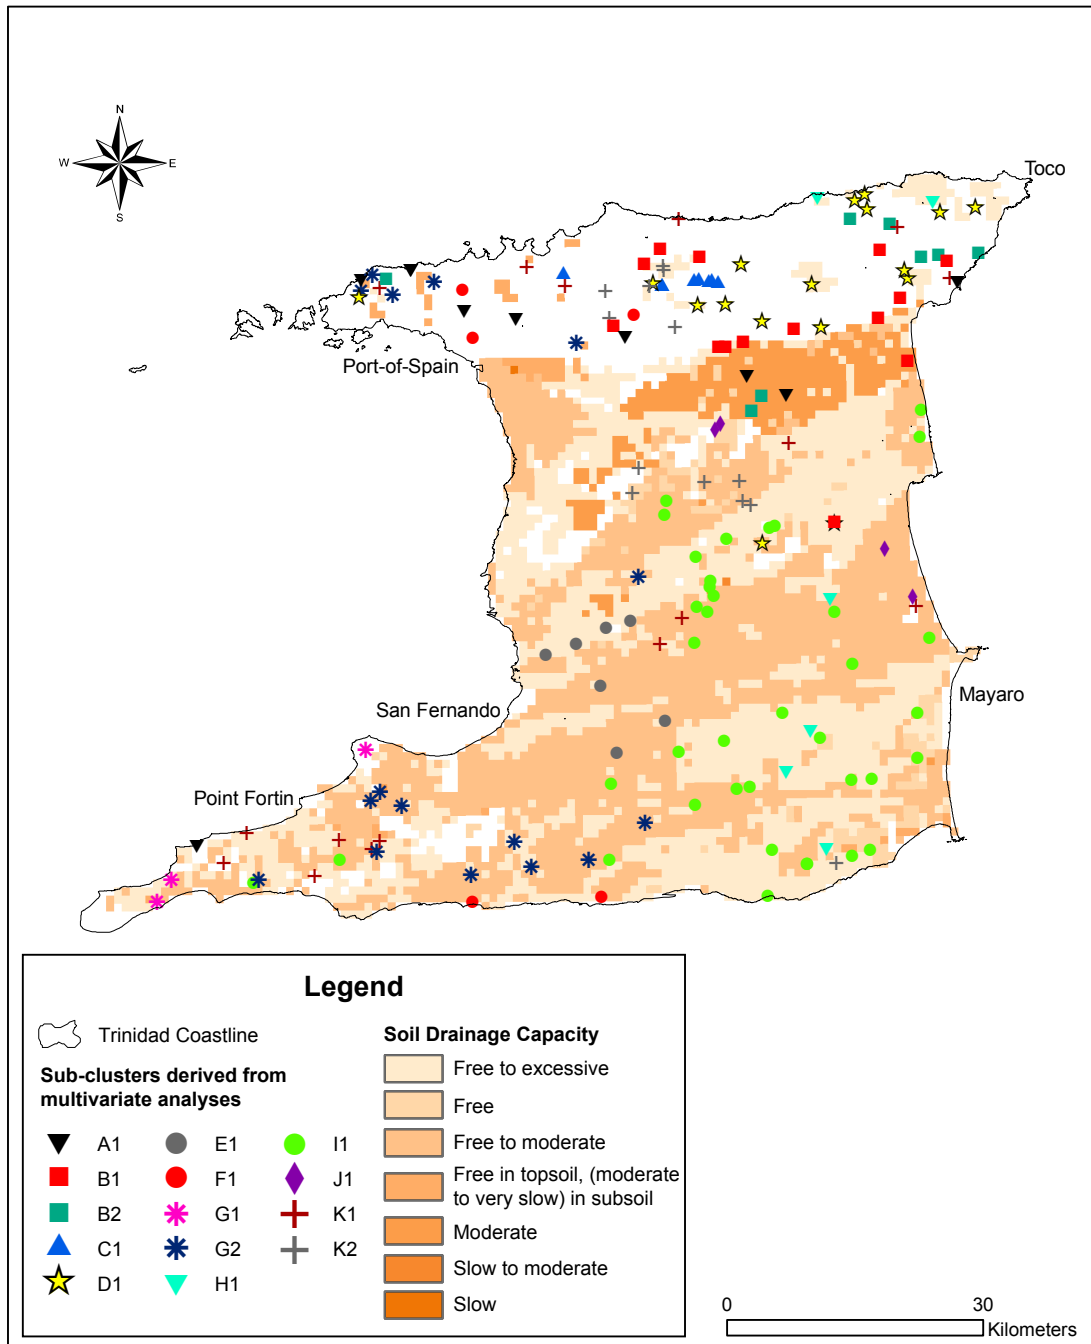 N
W
E
S
Toco
Port-of-Spain
San Fernando
Mayaro
Point Fortin
Legend
Trinidad Coastline
Sub-clusters derived from
multivariate analyses
A1
B1
B2
C1
D1
E1
F1
G1
G2
H1
I1
J1
K1
K2
Soil Drainage Capacity
Free to excessive
Free
Free to moderate
Free in topsoil, (moderate
to very slow) in subsoil
Moderate
Slow to moderate
Slow
0
30
Kilometers